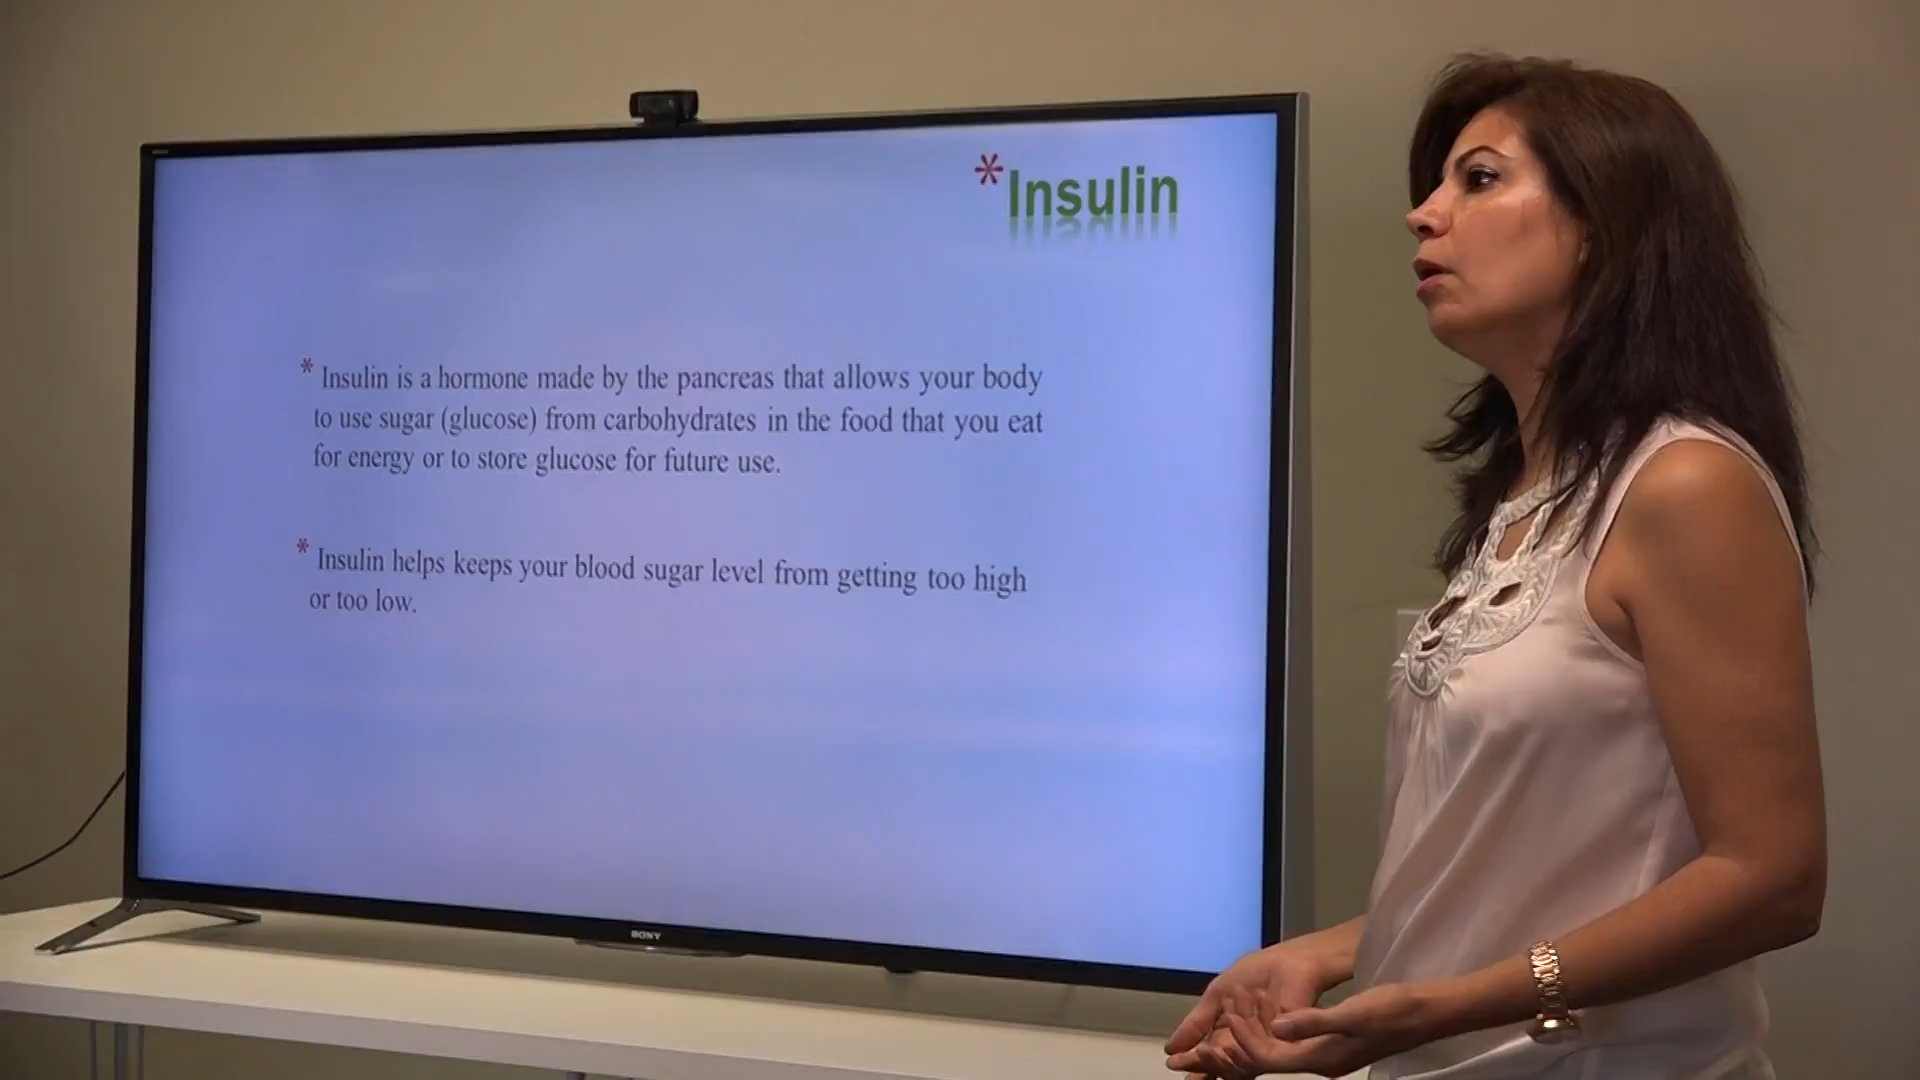 *Insulin
* Insulin is a hormone made by the pancreas that allows your body
to use sugar (glucose) from carbohydrates in the food that you eat
for energy or to store glucose for future use.
* Insulin helps keeps your blood sugar level from getting too high
or too low.
SONY